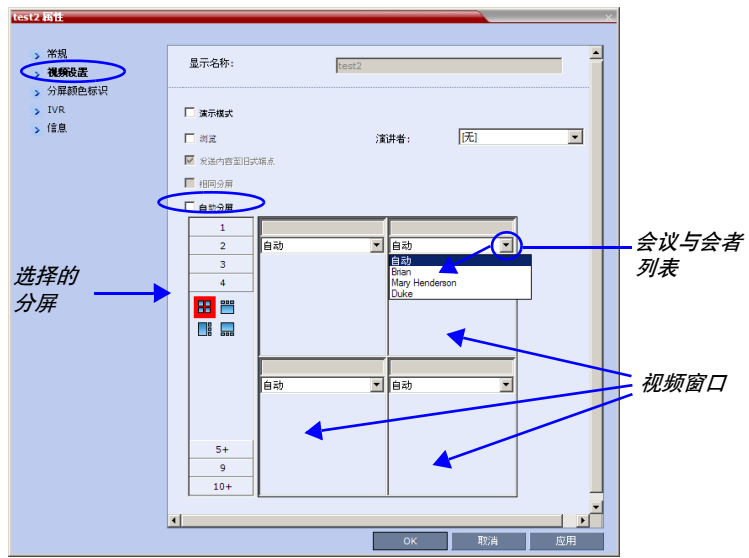 test2 属性
常规
视频设置
分屏颜色标识
IVR
信息
显示名称:
test2
演示模式
浏览
演讲者:
[无]
发送内容至旧式端点
相同分屏
自动分屏
1
2
3
4
5+
9
10+
自动
自动
自动
Brian
Mary Henderson
Duke
自动
自动
OK
取消
应用
选择的
分屏
会议与会者
列表
视频窗口